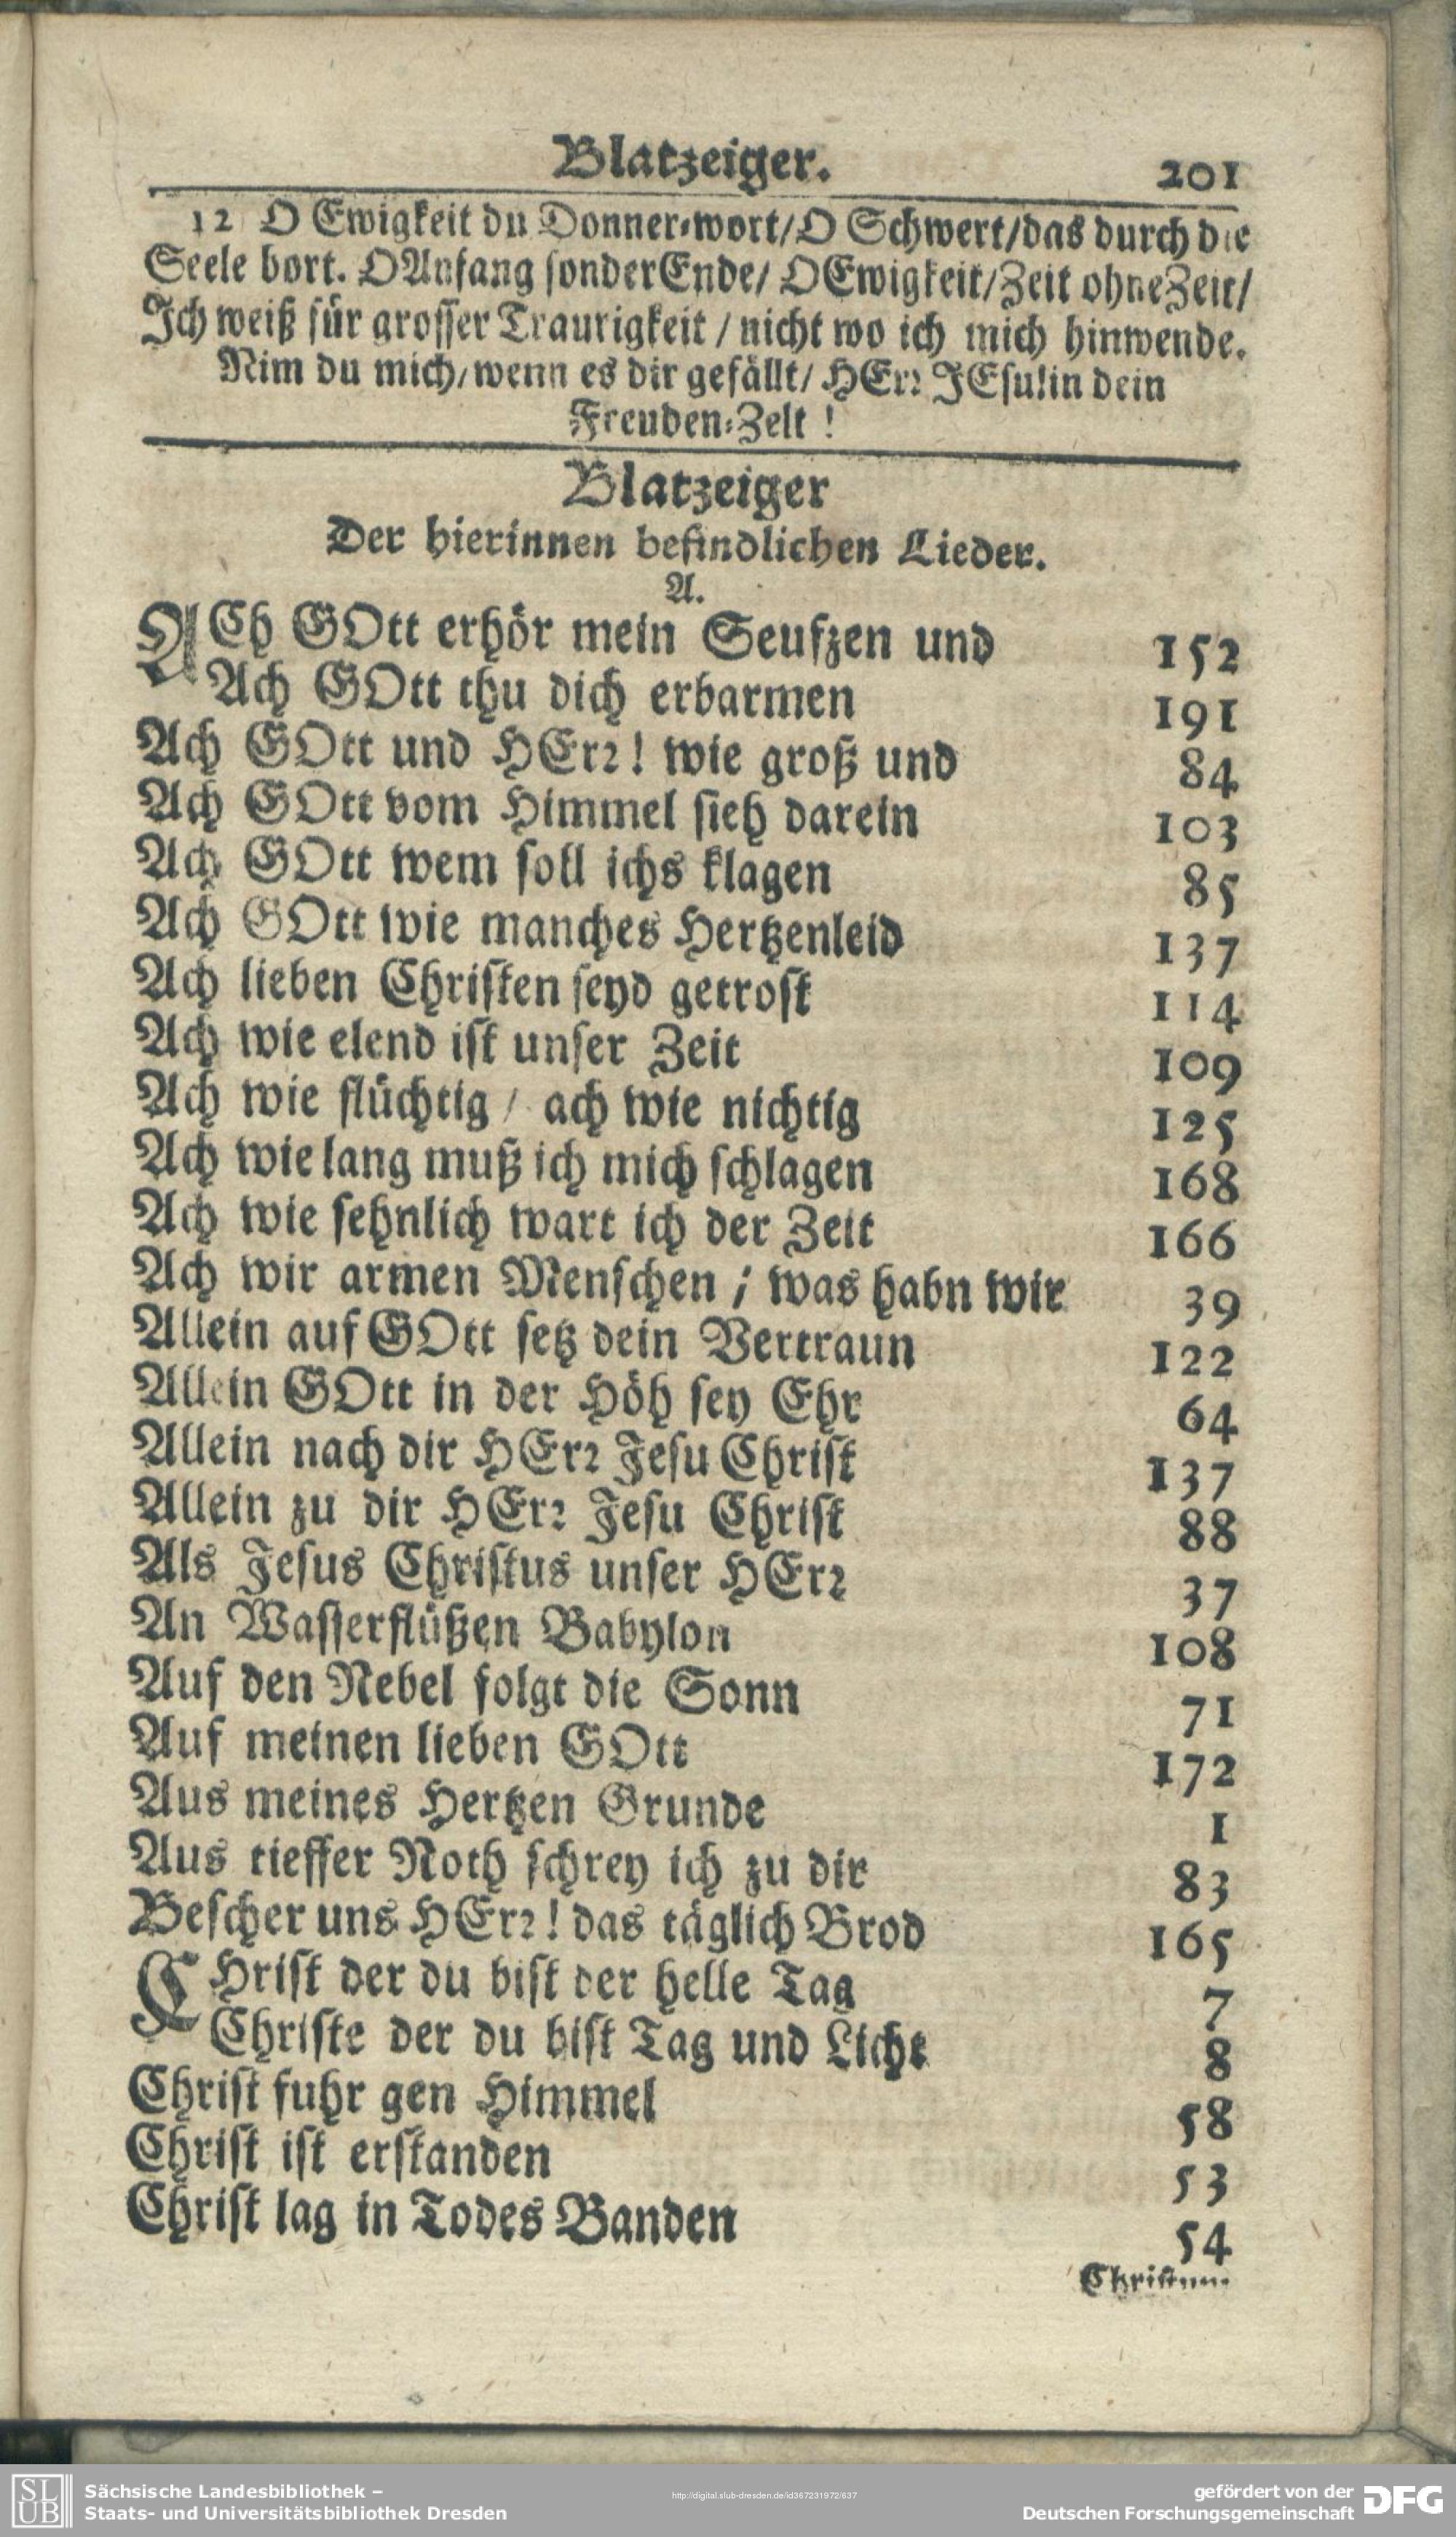 Blatzeiger. 201
12 O Ewigkeit du Donner-wort/O Schwert/das durch die
Seele bort. O Anfang sonder Ende/ O Ewigkeit/Zeit ohne Zeit/
Ich weiß für grosser Traurigkeit / nicht wo ich mich hinwende.
Nim du mich/wenn es dir gefällt/ HErr JEsu!in dein
Freuden-Zelt !
Blatzeiger
Der hierinnen befindlichen Lieder.
A.
ACh GOtt erhör mein Seufzen und 152
Ach GOtt thu dich erbarmen 191
Ach GOtt und HErr! wie groß und 84
Ach GOtt vom Himmel sieh darein 103
Ach GOtt wem soll ichs klagen 85
Ach GOtt wie manches Hertzenleid 137
Ach lieben Christen seyd getrost 114
Ach wie elend ist unser Zeit 109
Ach wie flüchtig / ach wie nichtig 125
Ach wie lang muß ich mich schlagen 168
Ach wie sehnlich wart ich der Zeit 166
Ach wir armen Menschen ; was habn wir 39
Allein auf GOtt setz dein Vertraun 122
Allein GOtt in der Höh sey Ehr 64
Allein nach dir HErr Jesu Christ 137
Allein zu dir HErr Jesu Christ 88
Als Jesus Christus unser HErr 37
An Wasserflüßen Babylon 108
Auf den Nebel folgt die Sonn 71
Auf meinen lieben GOtt 172
Aus meines Hertzen Grunde 1
Aus tieffer Noth schrey ich zu dir 83
Bescher uns HErr! das täglich Brod 165
CHrist der du bist der helle Tag 7
Christe der du bist Tag und Licht 8
Christ fuhr gen Himmel 58
Christ ist erstanden 53
Christ lag in Todes Banden 54
Christum
SLUB Sächsische Landesbibliothek –
Staats- und Universitätsbibliothek Dresden
http://digital.slub-dresden.de/id367231972/637
gefördert von der
Deutschen Forschungsgemeinschaft DFG